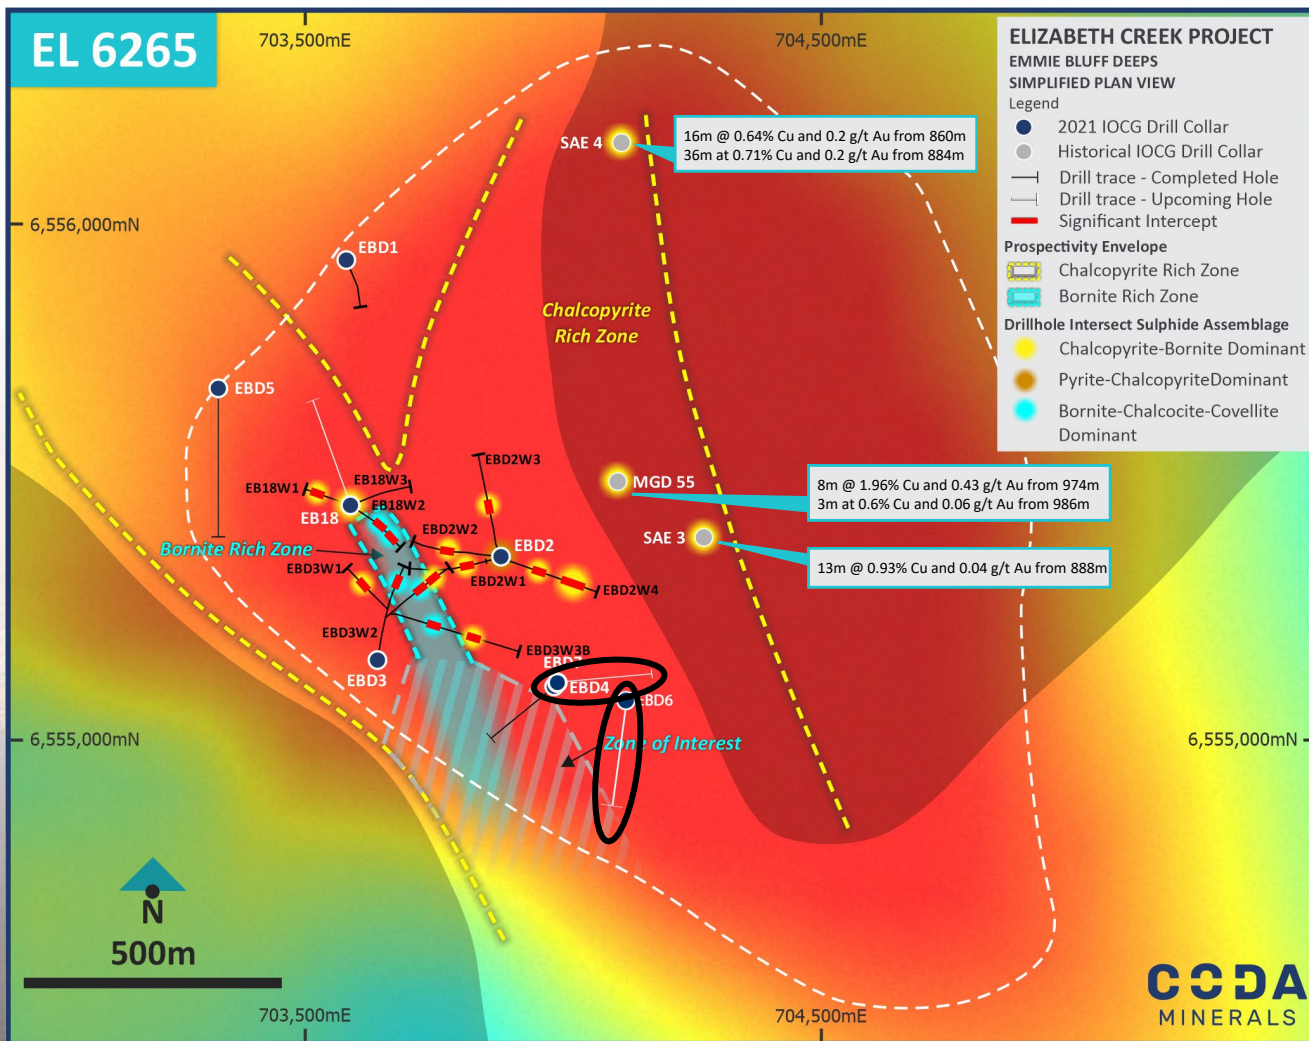 EL 6265
703,500mE
704,500mE
ELIZABETH CREEK PROJECT
EMMIE BLUFF DEEPS
SIMPLIFIED PLAN VIEW
Legend
2021 IOCG Drill Collar
Historical IOCG Drill Collar
Drill trace - Completed Hole
Drill trace - Upcoming Hole
Significant Intercept
Prospectivity Envelope
Chalcopyrite Rich Zone
Bornite Rich Zone
Drillhole Intersect Sulphide Assemblage
Chalcopyrite-Bornite Dominant
Pyrite-ChalcopyriteDominant
Bornite-Chalcocite-Covellite
Dominant
SAE 4
16m @ 0.64% Cu and 0.2 g/t Au from 860m
36m at 0.71% Cu and 0.2 g/t Au from 884m
6,556,000mN
EBD1
Chalcopyrite
Rich Zone
EBD5
EBD2W3
EB18W1
EB18W3
EB18W2
EB18
MGD 55
8m @ 1.96% Cu and 0.43 g/t Au from 974m
3m at 0.6% Cu and 0.06 g/t Au from 986m
EBD2W2
EBD2
SAE 3
Bornite Rich Zone
EBD3W1
EBD2W1
EBD2W4
13m @ 0.93% Cu and 0.04 g/t Au from 888m
EBD3W2
EBD3W3B
EBD3
EBD4
EBD6
6,555,000mN
Zone of Interest
6,555,000mN
N
500m
703,500mE
704,500mE
CODA
MINERALS